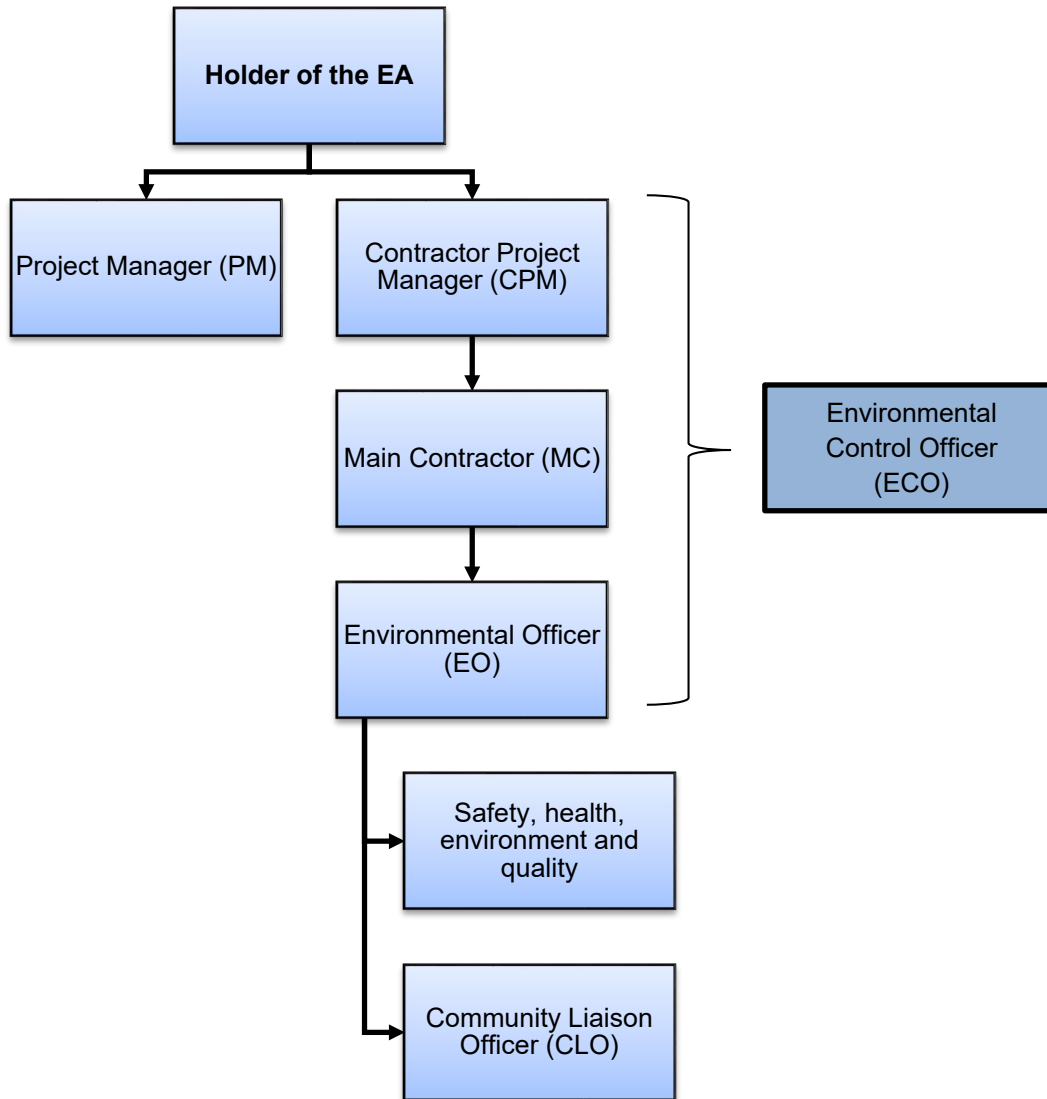 Holder of the EA
Project Manager (PM)
Contractor Project
Manager (CPM)
Main Contractor (MC)
Environmental
Control Officer
(ECO)
Environmental Officer
(EO)
Safety, health,
environment and
quality
Community Liaison
Officer (CLO)